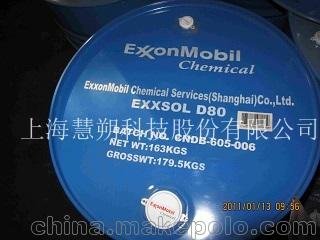 ExxonMobil
Chemical
ExxonMobil Chemical Services(Shanghai)Co.,Ltd.
EXXSOL D80
上海慧朔科技股份有限公司
BATCH NO. CNDB-605-006
NET WT:163KGS
GROSSWT:179.5KGS
ExxonMobil
2011/01/13 09:36
china.makepolo.com